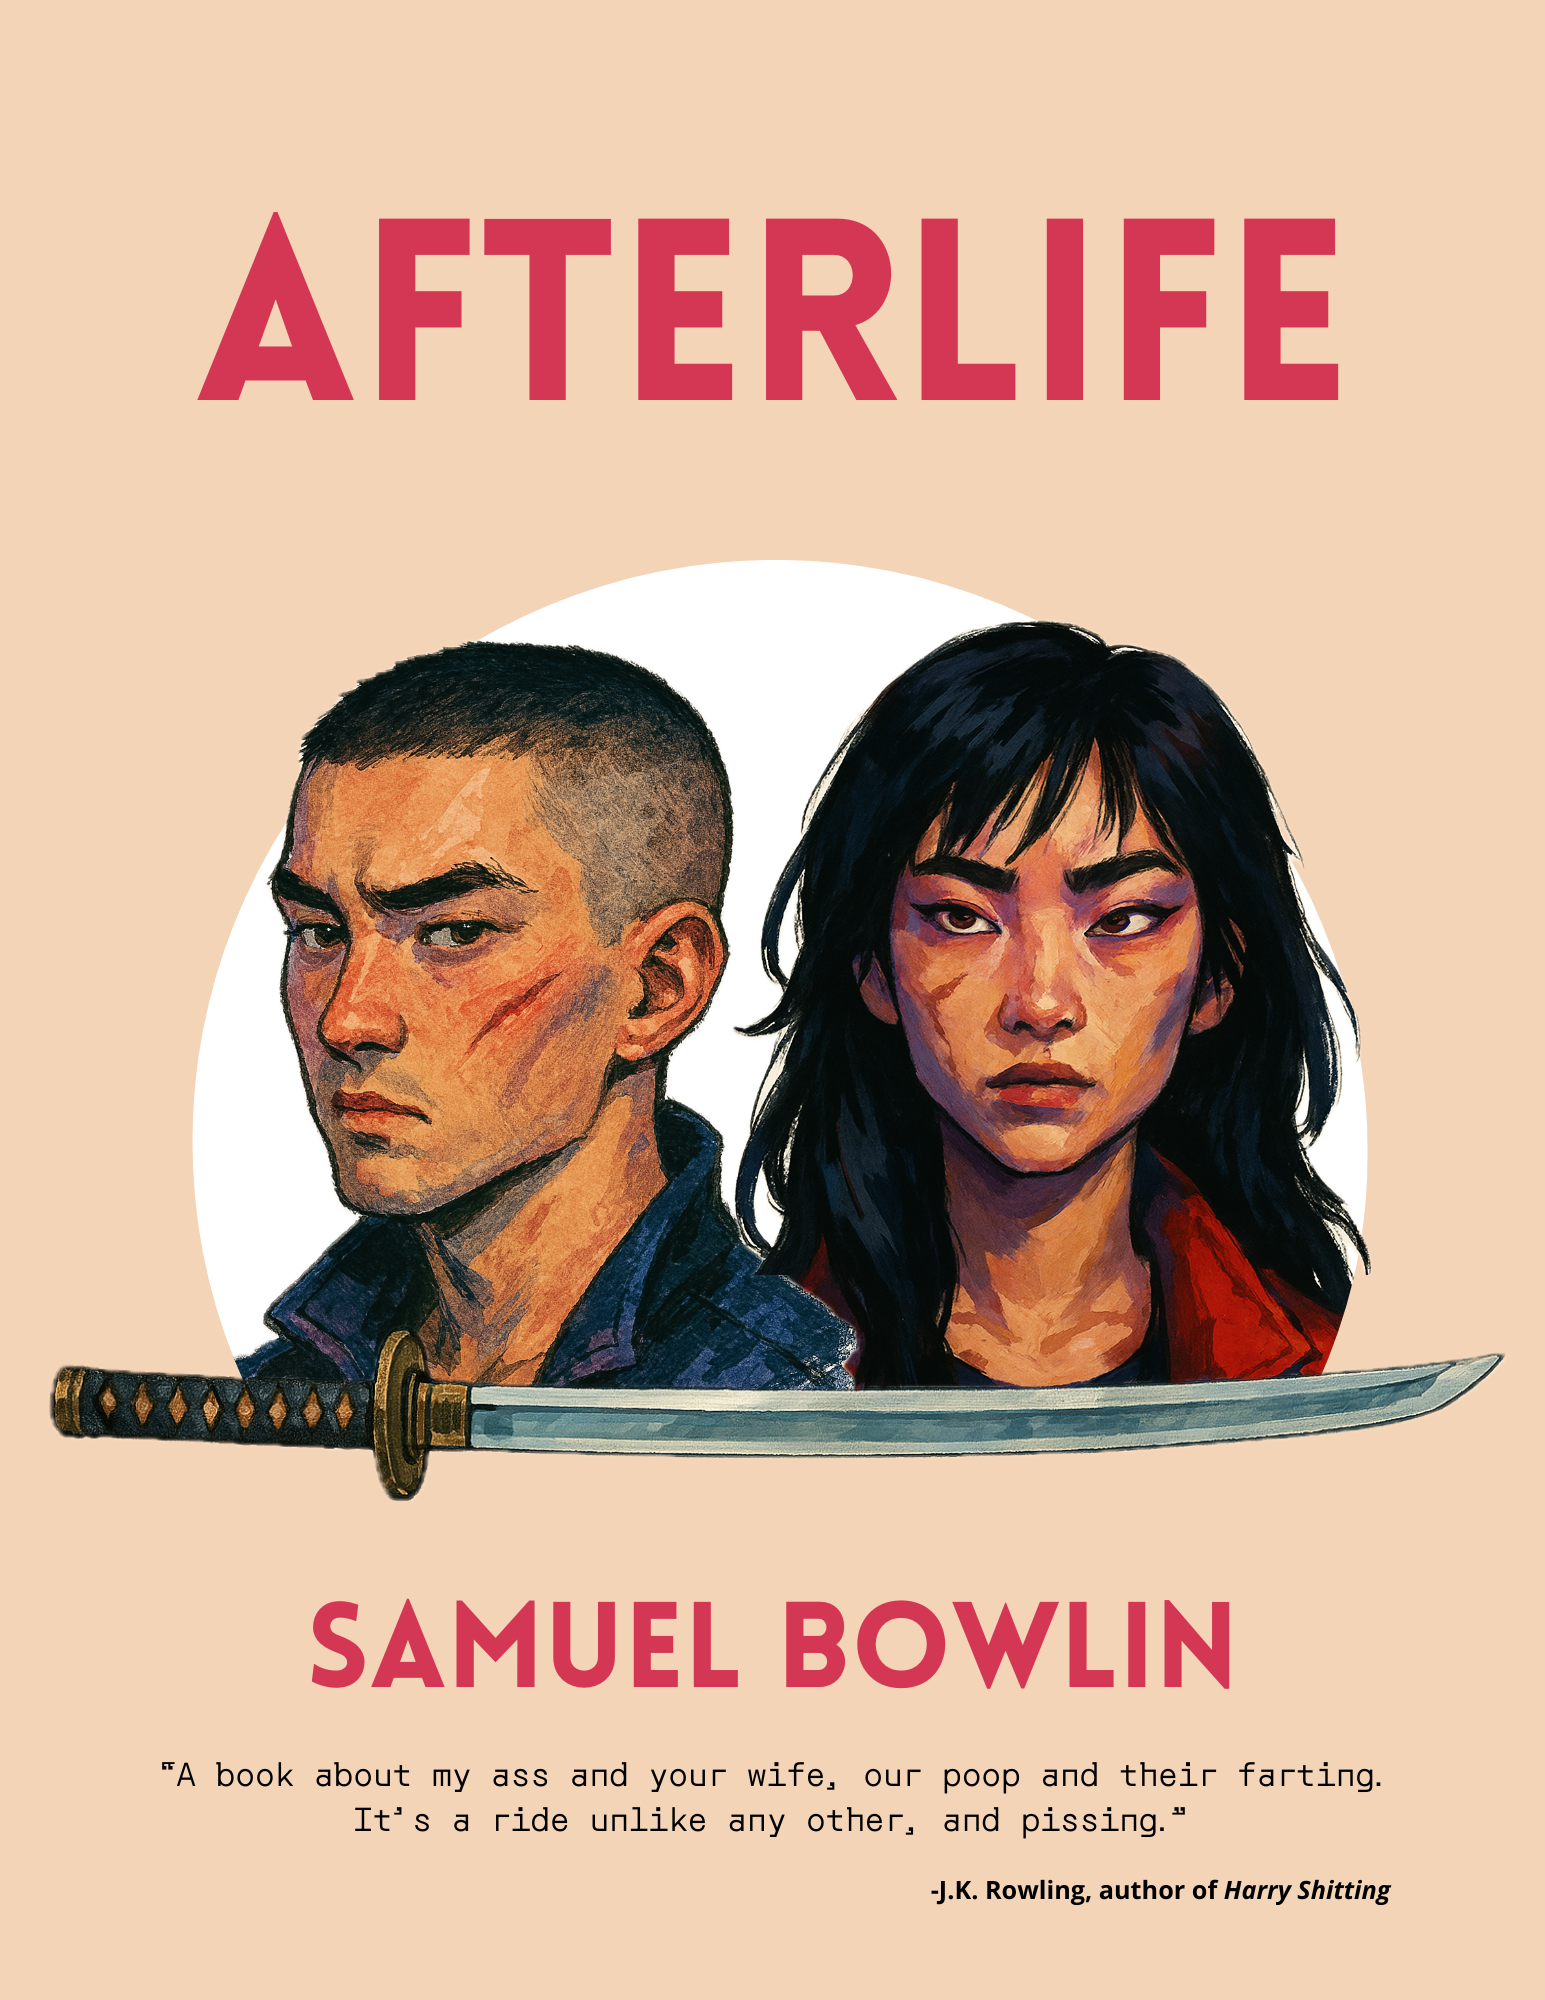 AFTERLIFE
SAMUEL BOWLIN
"A book about my ass and your wife, our poop and their farting.
It's a ride unlike any other, and pissing."
-J.K. Rowling, author of Harry Shitting